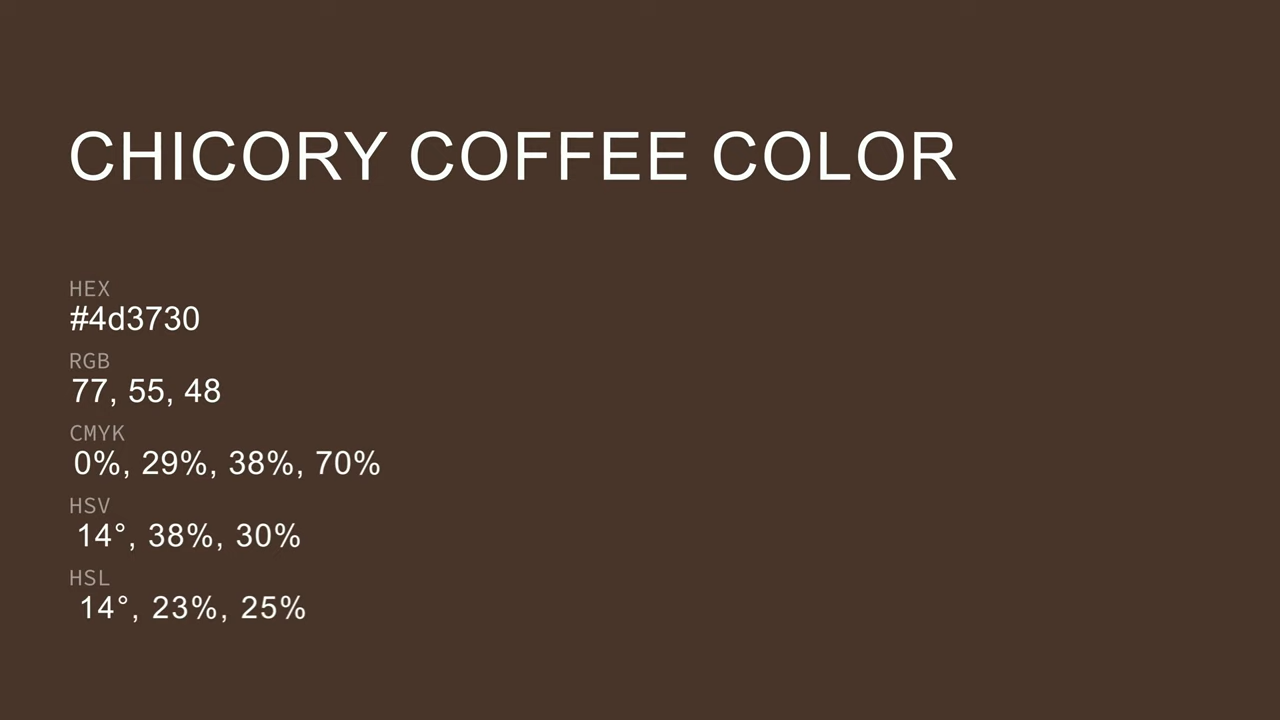 CHICORY COFFEE COLOR
HEX
#4d3730
RGB
77, 55, 48
CMYK
0%, 29%, 38%, 70%
HSV
14°, 38%, 30%
HSL
14°, 23%, 25%